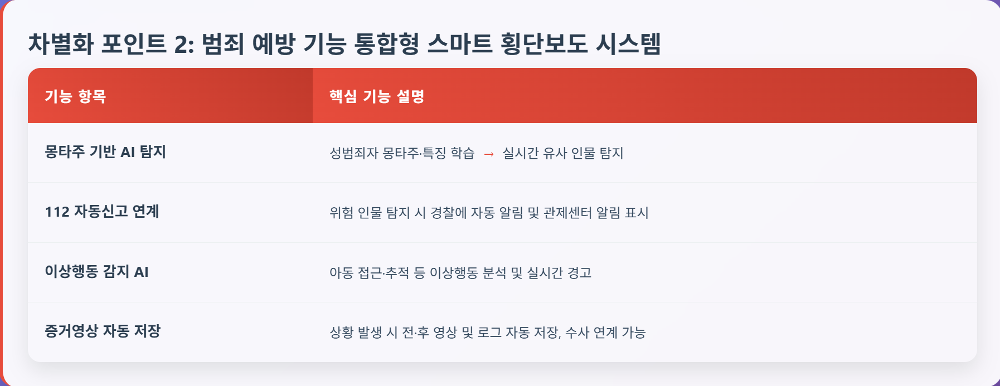 차별화 포인트 2: 범죄 예방 기능 통합형 스마트 횡단보도 시스템
기능 항목 핵심 기능 설명
몽타주 기반 AI 탐지 성범죄자 몽타주·특징 학습 → 실시간 유사 인물 탐지
112 자동신고 연계 위험 인물 탐지 시 경찰에 자동 알림 및 관제센터 알림 표시
이상행동 감지 AI 아동 접근·추적 등 이상행동 분석 및 실시간 경고
증거영상 자동 저장 상황 발생 시 전·후 영상 및 로그 자동 저장, 수사 연계 가능